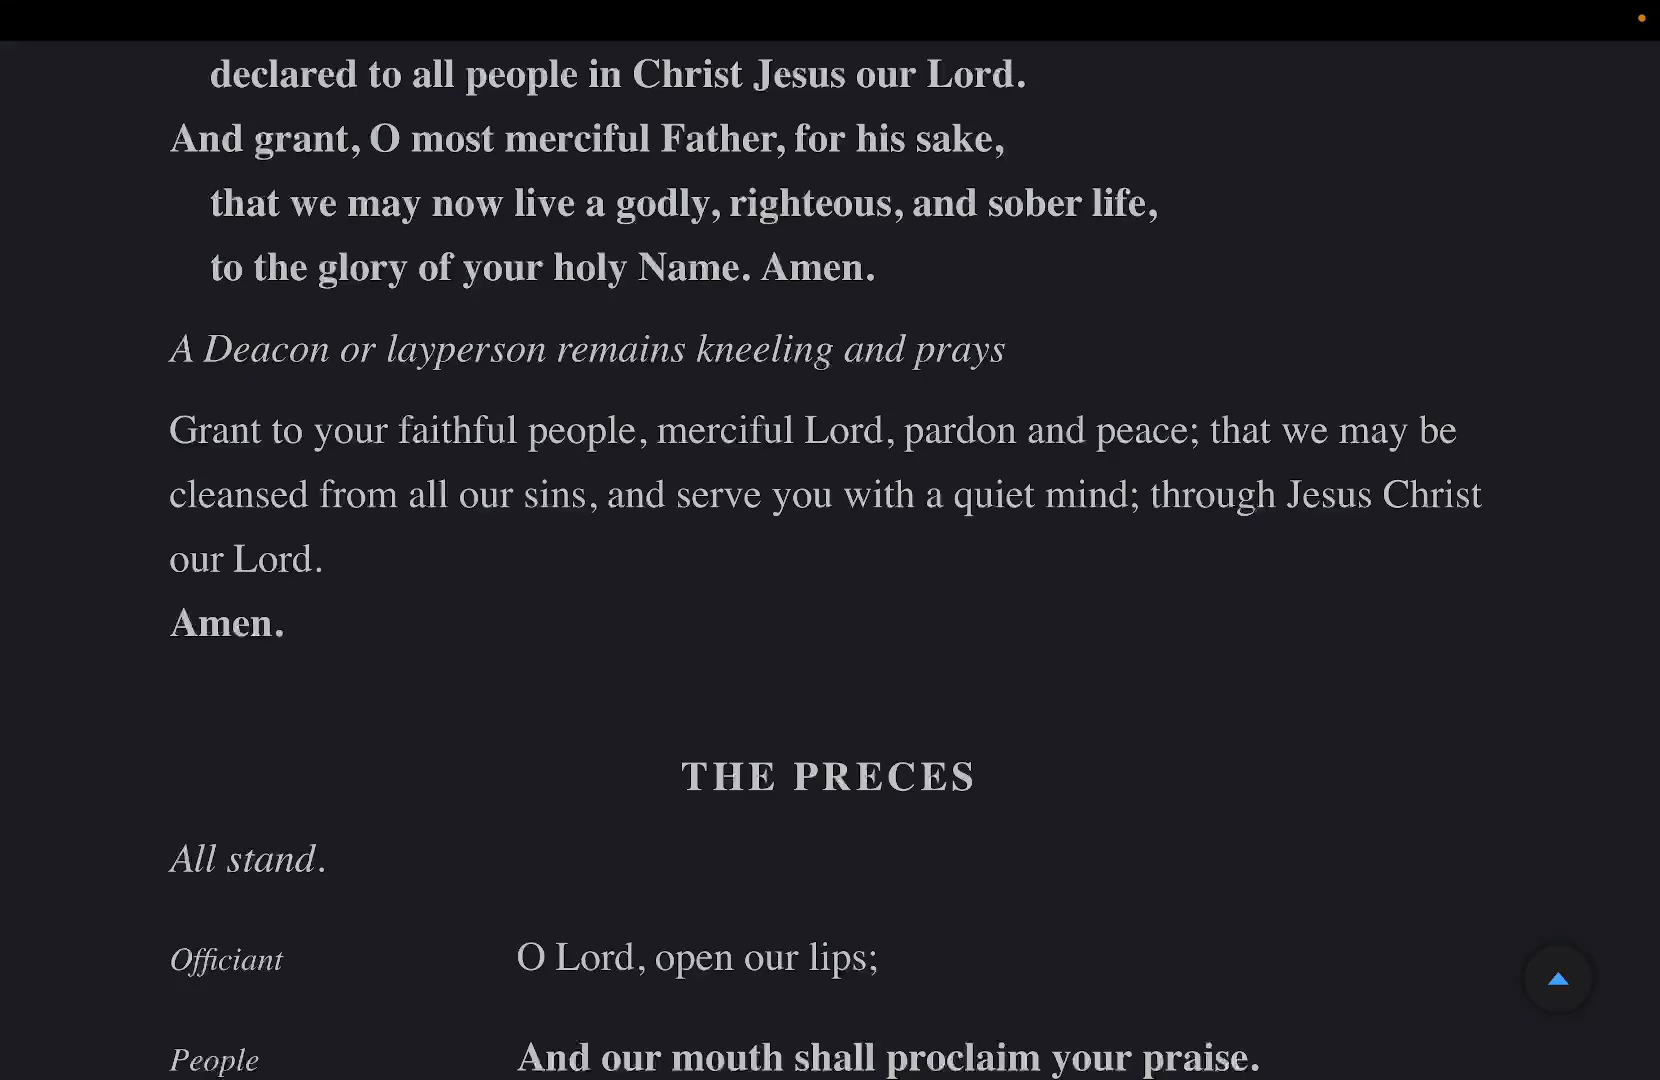 declared to all people in Christ Jesus our Lord.
And grant, O most merciful Father, for his sake,
that we may now live a godly, righteous, and sober life,
to the glory of your holy Name. Amen.
A Deacon or layperson remains kneeling and prays
Grant to your faithful people, merciful Lord, pardon and peace; that we may be
cleansed from all our sins, and serve you with a quiet mind; through Jesus Christ
our Lord.
Amen.
THE PRECES
All stand.
Officiant O Lord, open our lips;
People And our mouth shall proclaim your praise.